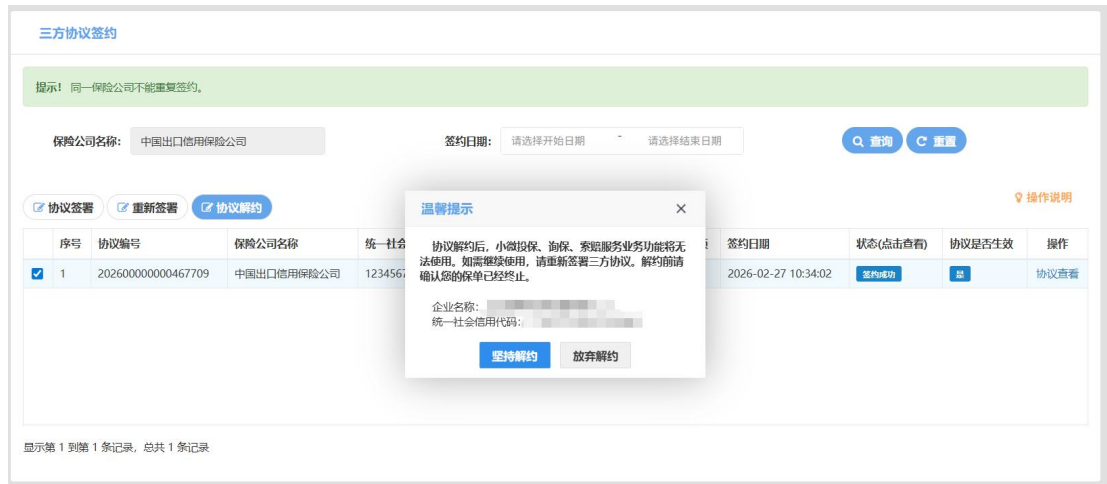 三方协议签约
提示! 同一保险公司不能重复签约。
保险公司名称: 中国出口信用保险公司 签约日期: 请选择开始日期 - 请选择结束日期 查询 重置
协议签署 重新签署 协议解约 操作说明
序号 协议编号 保险公司名称 统一社会 签约日期 状态(点击查看) 协议是否生效 操作
1 202600000000467709 中国出口信用保险公司 1234567 2026-02-27 10:34:02 签约成功 是 协议查看
温馨提示 ×
协议解约后，小微投保、询保、索赔服务业务功能将无
法使用。如需继续使用，请重新签署三方协议。解约前请
确认您的保单已经终止。
企业名称:
统一社会信用代码:
坚持解约 放弃解约
显示第 1 到第 1 条记录，总共 1 条记录